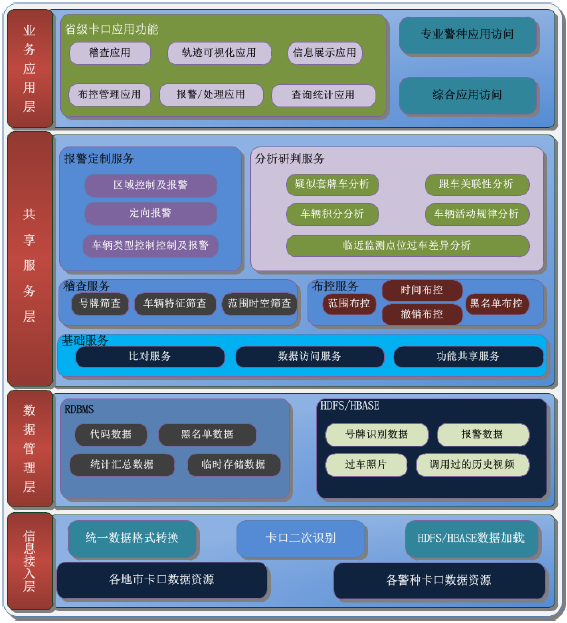 业务应用层
省级卡口应用功能
稽查应用
轨迹可视化应用
信息展示应用
布控管理应用
报警/处理应用
查询统计应用
专业警种应用访问
综合应用访问
共享服务层
报警定制服务
区域控制及报警
定向报警
车辆类型控制控制及报警
分析研判服务
疑似套牌车分析
跟车关联性分析
车辆积分分析
车辆活动规律分析
临近监测点位过车差异分析
稽查服务
号牌筛查
车辆特征筛查
范围时空筛查
布控服务
范围布控
时间布控
撤销布控
黑名单布控
基础服务
比对服务
数据访问服务
功能共享服务
数据管理层
RDBMS
代码数据
黑名单数据
统计汇总数据
临时存储数据
HDFS/HBASE
号牌识别数据
报警数据
过车照片
调用过的历史视频
信息接入层
统一数据格式转换
卡口二次识别
HDFS/HBASE数据加载
各地市卡口数据资源
各警种卡口数据资源